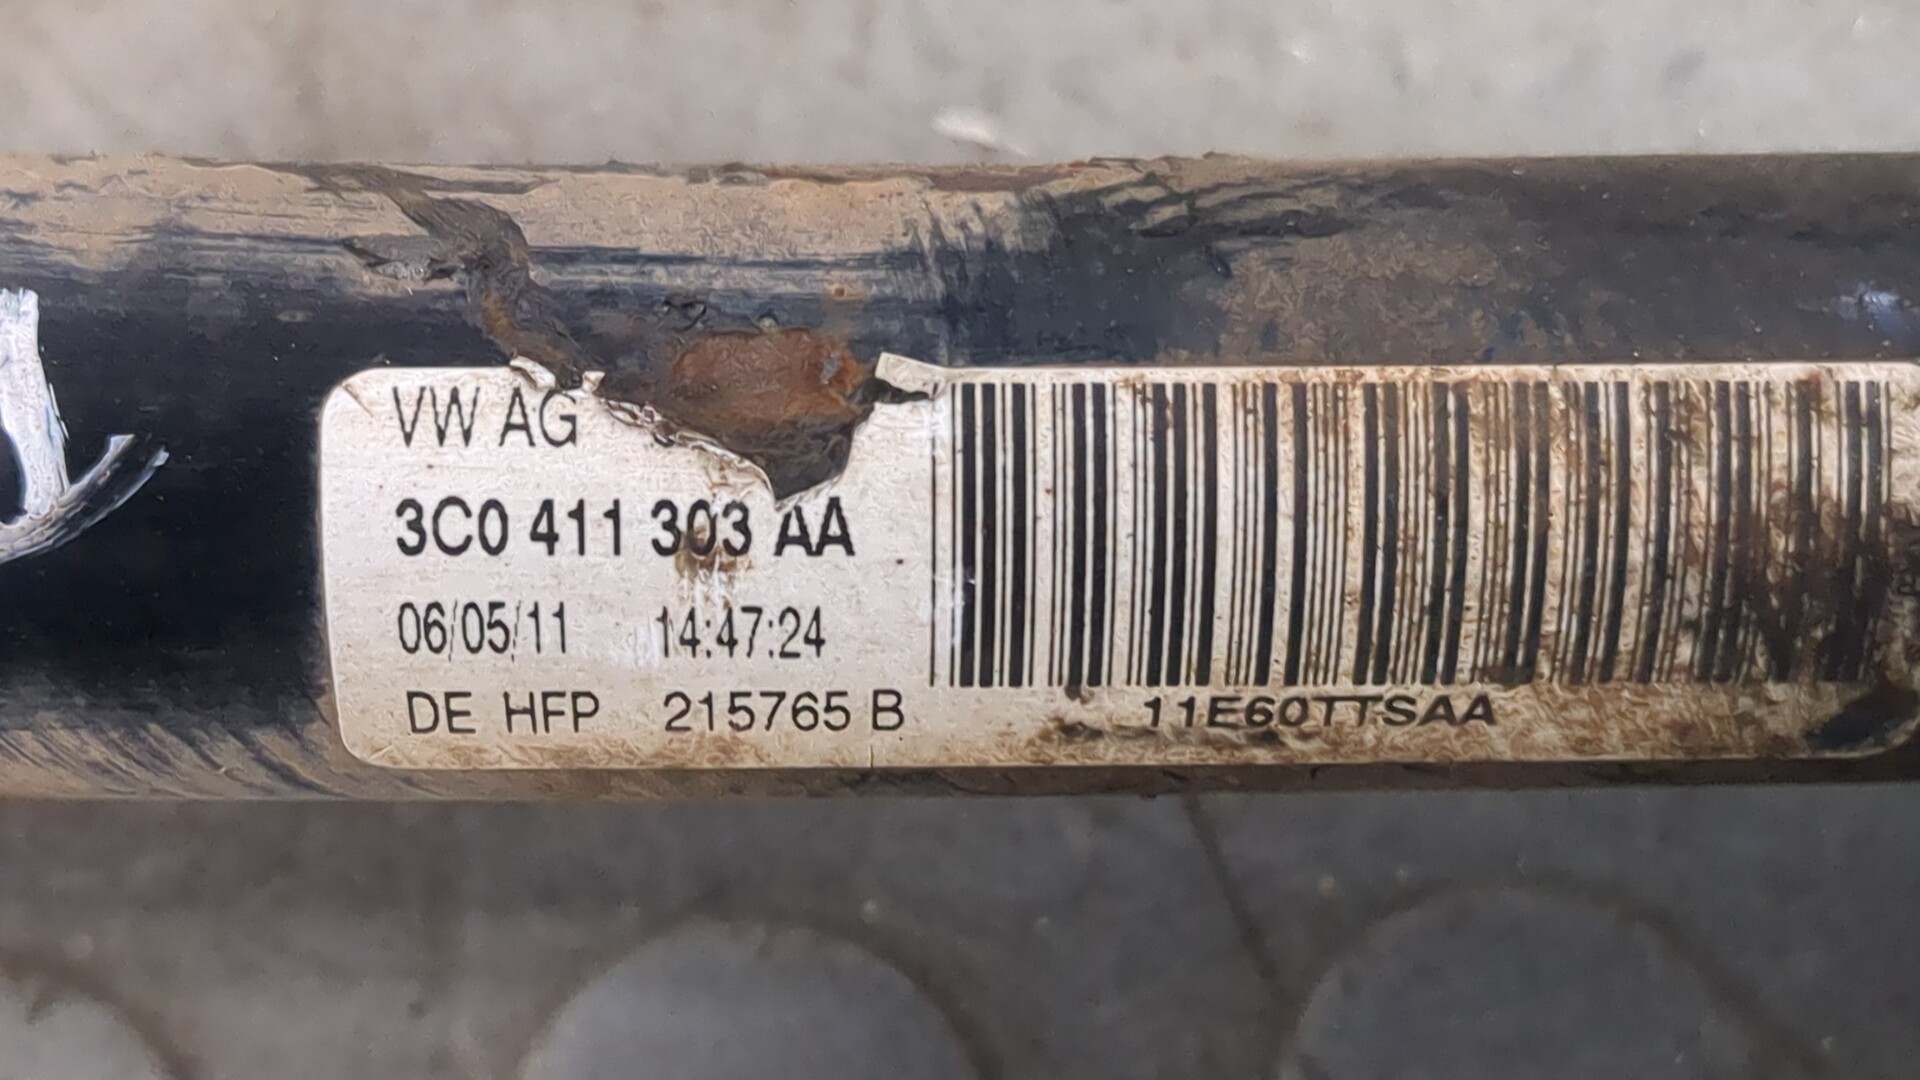 VW AG
3C0 411 303 AA
06/05/11 14:47:24
DE HFP 215765 B
11E60TTSAA